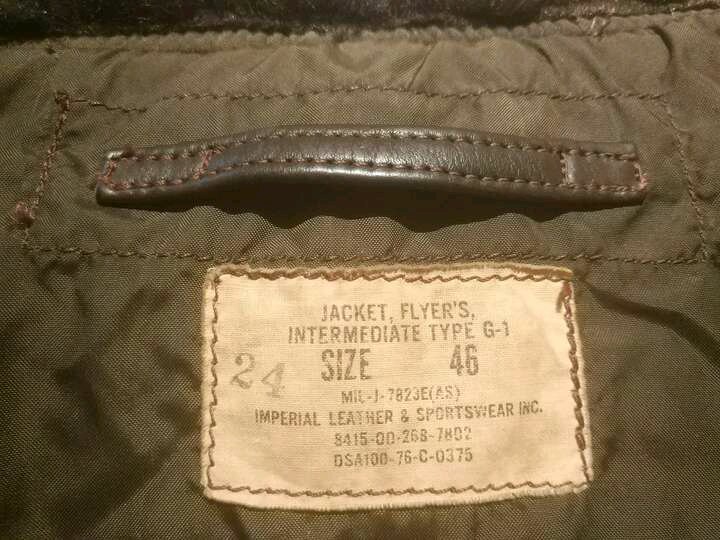 JACKET, FLYER'S,
INTERMEDIATE TYPE G-1
SIZE 46
24
MIL-J-7823E(AS)
IMPERIAL LEATHER & SPORTSWEAR INC.
8415-00-268-7802
DSA100-76-C-0375